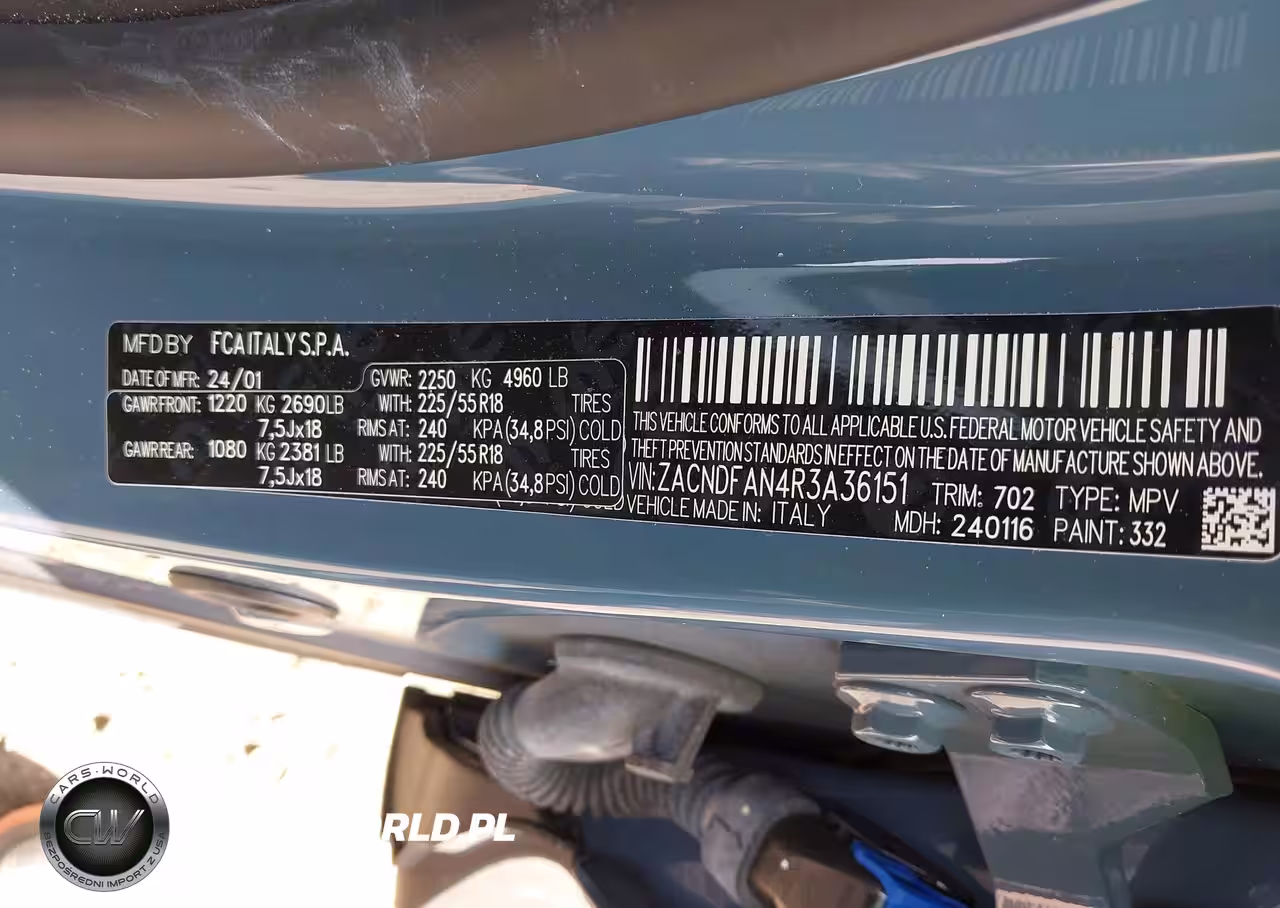 MFD BY FCA ITALY S.P.A.
DATE OF MFR: 24/01
GVWR: 2250 KG 4960 LB
GAWR FRONT: 1220 KG 2690 LB WITH: 225/55 R18 TIRES
7,5Jx18 RIMS AT: 240 KPA (34,8 PSI) COLD
GAWR REAR: 1080 KG 2381 LB WITH: 225/55 R18 TIRES
7,5Jx18 RIMS AT: 240 KPA (34,8 PSI) COLD
THIS VEHICLE CONFORMS TO ALL APPLICABLE U.S. FEDERAL MOTOR VEHICLE SAFETY AND
THEFT PREVENTION STANDARDS IN EFFECT ON THE DATE OF MANUFACTURE SHOWN ABOVE.
VIN: ZACNDFAN4R3A36151 TRIM: 702 TYPE: MPV
VEHICLE MADE IN: ITALY MDH: 240116 PAINT: 332
CARS-WORLD
CW
BEZPOŚREDNI IMPORT Z USA
RLD.PL